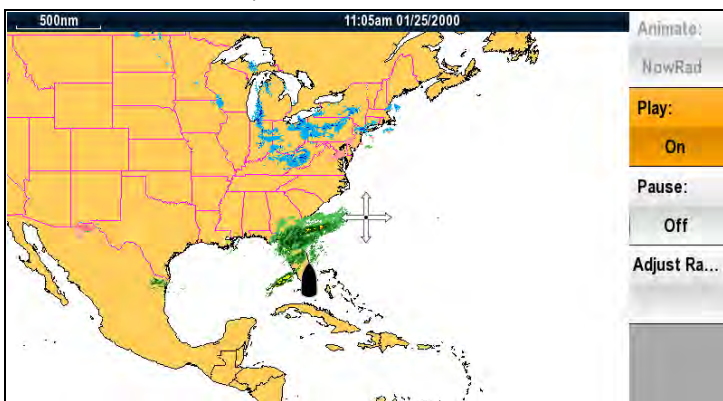 500nm
11:05am 01/25/2000
Animate:
NowRad
Play:
On
Pause:
Off
Adjust Ra...